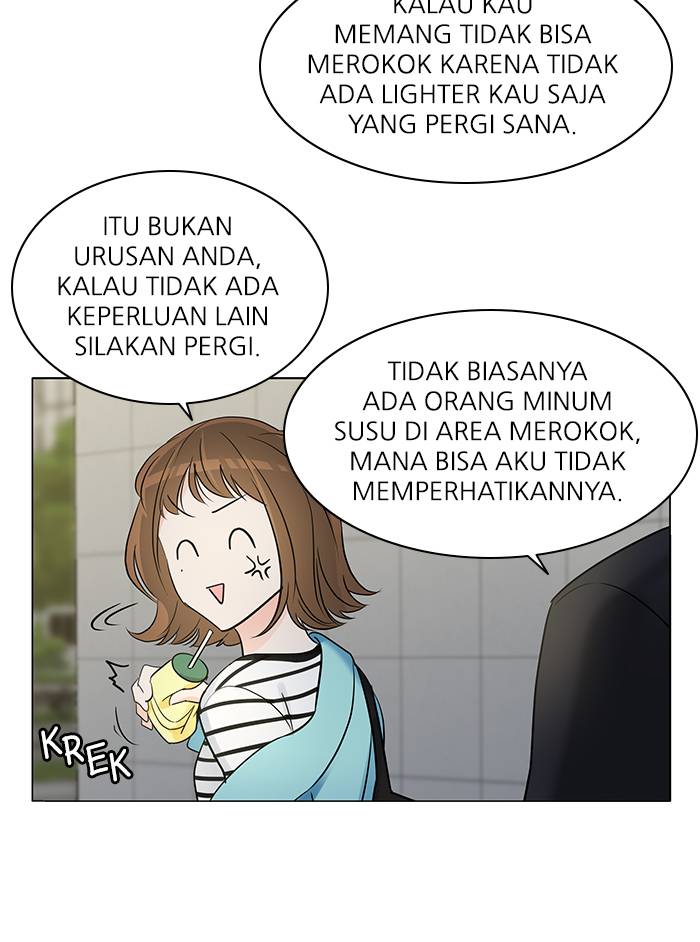 KALAU KAU
MEMANG TIDAK BISA
MEROKOK KARENA TIDAK
ADA LIGHTER KAU SAJA
YANG PERGI SANA.
ITU BUKAN
URUSAN ANDA,
KALAU TIDAK ADA
KEPERLUAN LAIN
SILAKAN PERGI.
TIDAK BIASANYA
ADA ORANG MINUM
SUSU DI AREA MEROKOK,
MANA BISA AKU TIDAK
MEMPERHATIKANNYA.
KREK